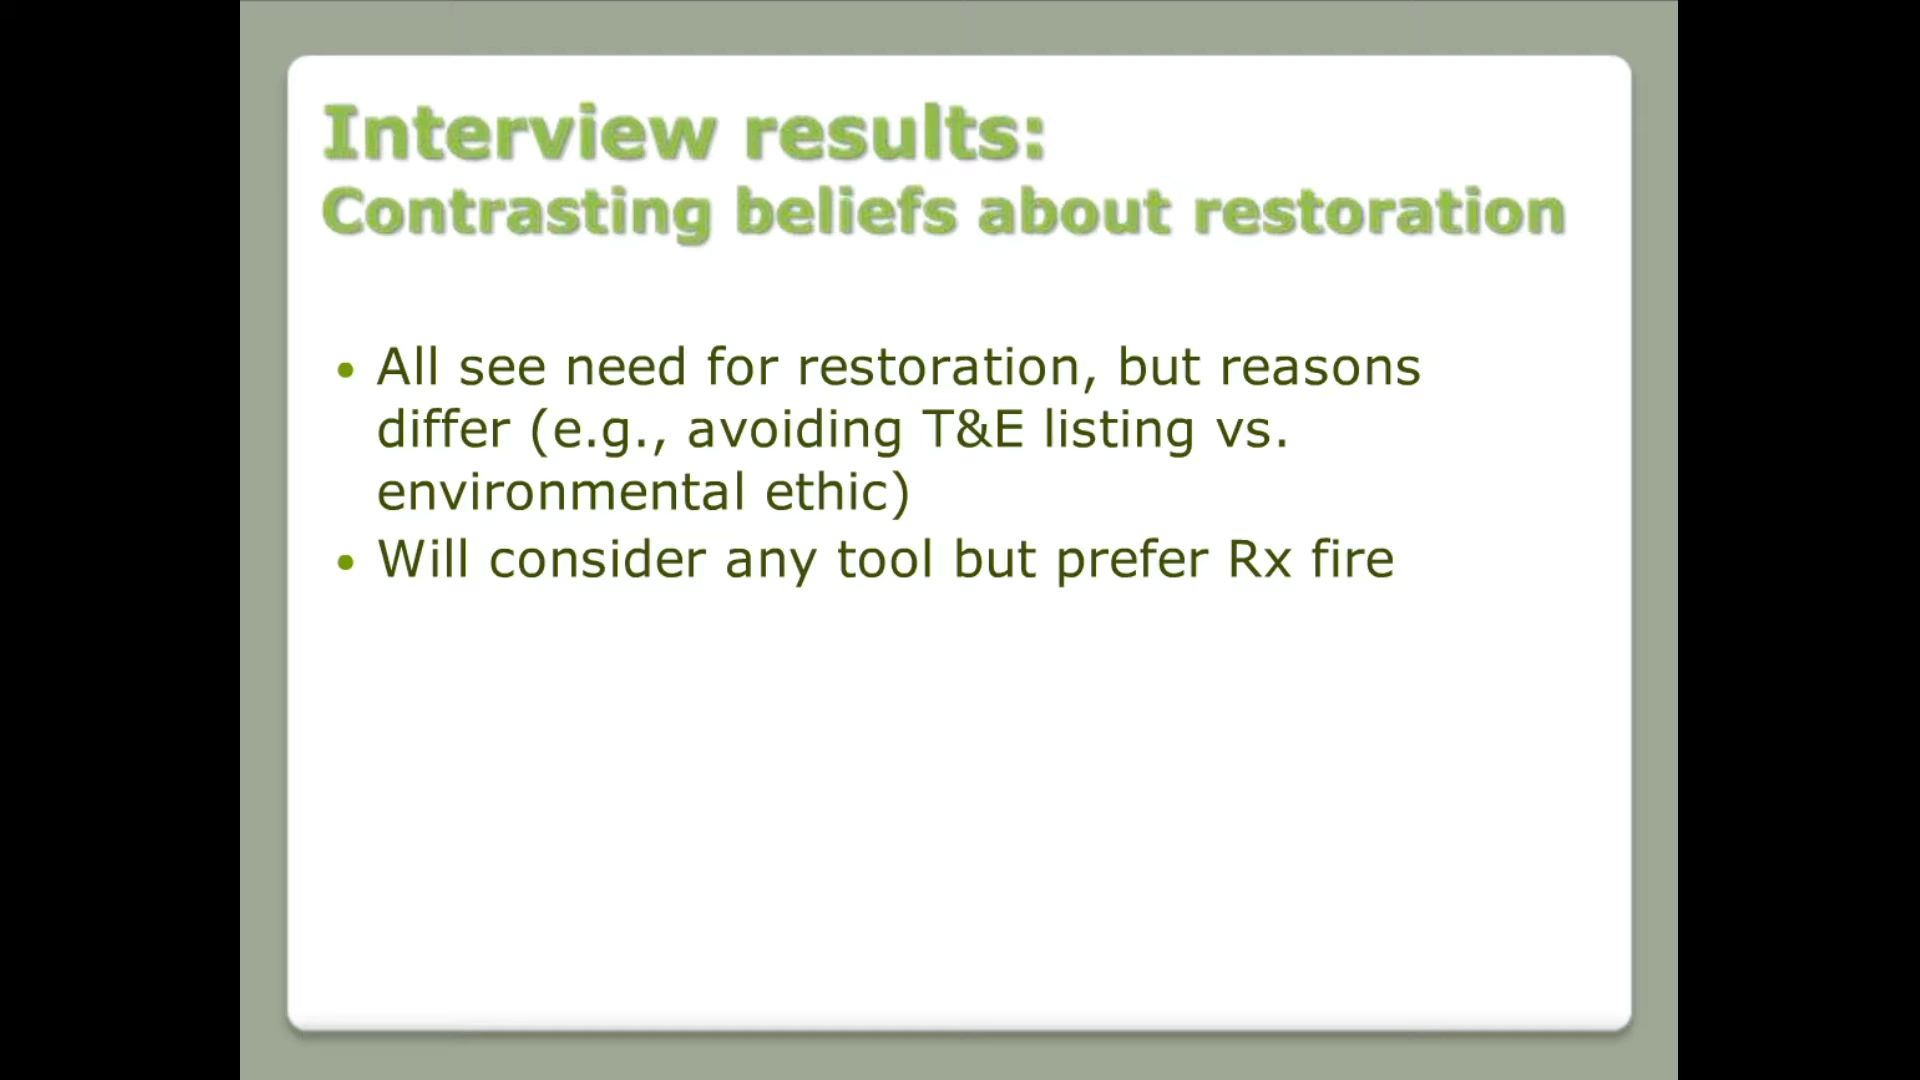 Interview results:
Contrasting beliefs about restoration
• All see need for restoration, but reasons
differ (e.g., avoiding T&E listing vs.
environmental ethic)
• Will consider any tool but prefer Rx fire